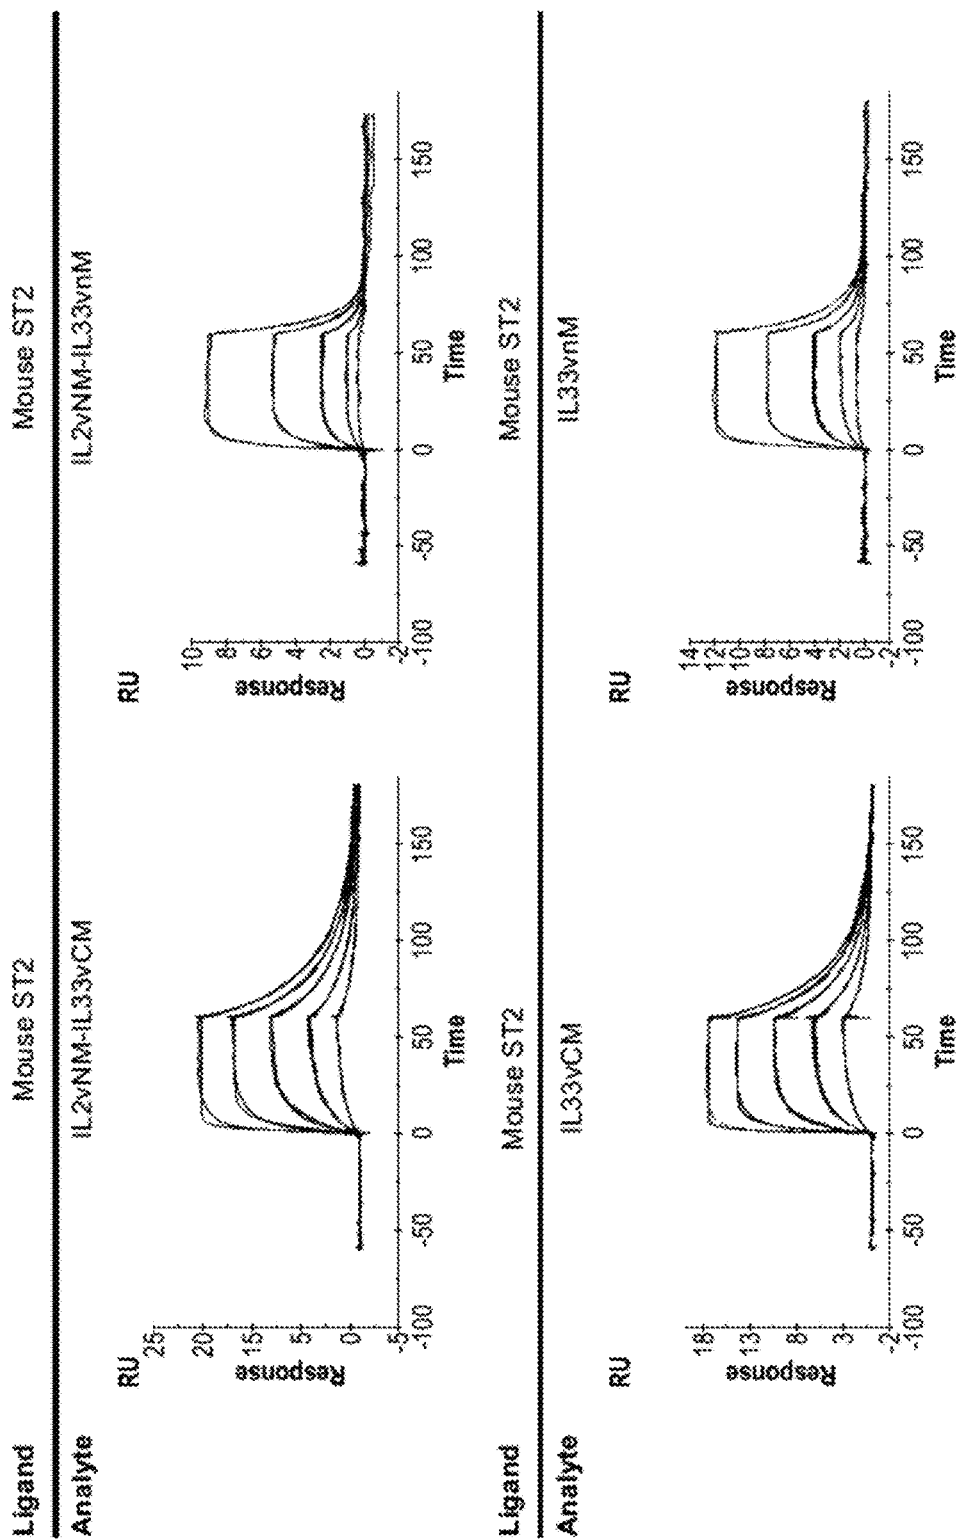 Ligand Mouse ST2 Mouse ST2
Analyte IL2vNM-IL33vCM IL2vNM-IL33vnM
RU
Response
25
20
15
10
5
0
-5
-100 -50 0 50 100 150
Time
RU
Response
10
8
6
4
2
0
-2
-100 -50 0 50 100 150
Time
Ligand Mouse ST2 Mouse ST2
Analyte IL33vCM IL33vnM
RU
Response
18
13
8
3
-2
-100 -50 0 50 100 150
Time
RU
Response
14
12
10
8
6
4
2
0
-2
-100 -50 0 50 100 150
Time